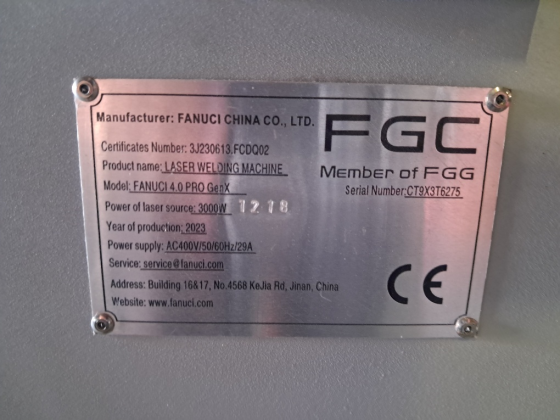 Manufacturer: FANUCI CHINA CO., LTD.
FGC
Member of FGG
Serial Number: CT9X3T6275
Certificates Number: 3J230613.FCDQ02
Product name: LASER WELDING MACHINE
Model: FANUCI 4.0 PRO GenX
Power of laser source: 3000W 1278
Year of production: 2023
Power supply: AC400V/50/60Hz/29A
Service: service@fanuci.com
Address: Building 16&17, No.4568 KeJia Rd, Jinan, China
Website: www.fanuci.com
CE